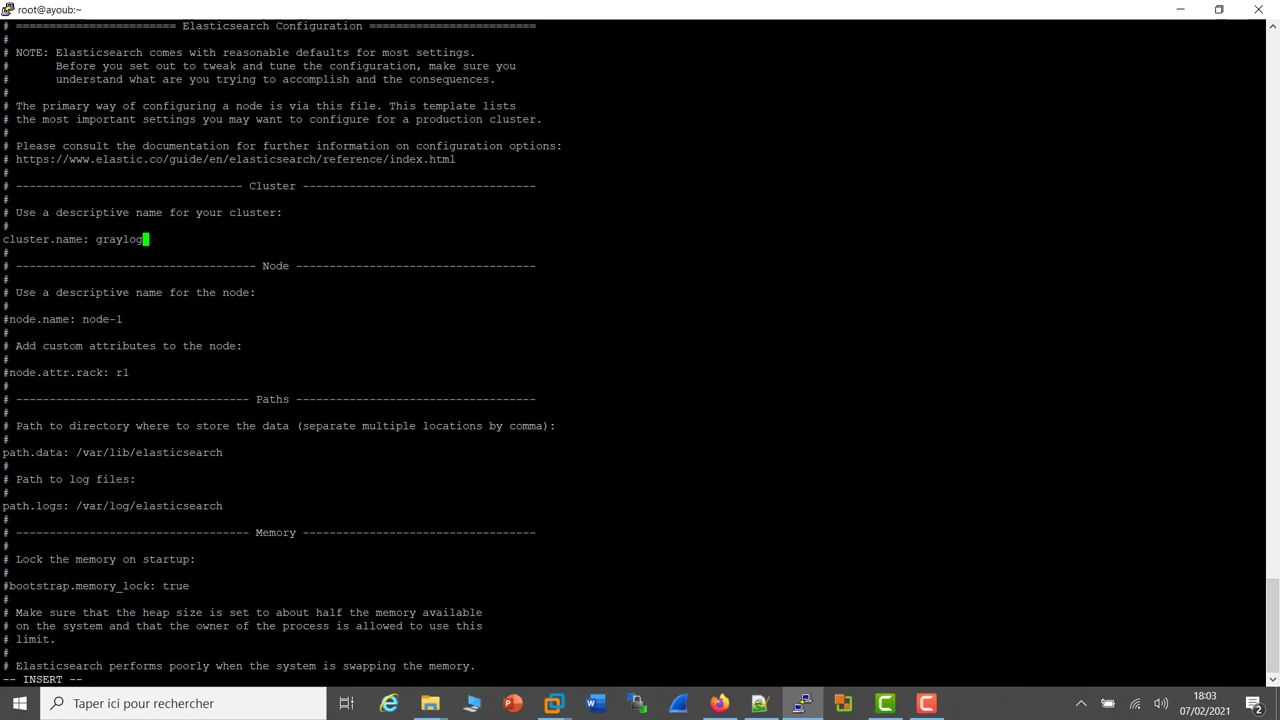 root@ayoub:~
# ======================== Elasticsearch Configuration =========================
#
# NOTE: Elasticsearch comes with reasonable defaults for most settings.
#       Before you set out to tweak and tune the configuration, make sure you
#       understand what are you trying to accomplish and the consequences.
#
# The primary way of configuring a node is via this file. This template lists
# the most important settings you may want to configure for a production cluster.
#
# Please consult the documentation for further information on configuration options:
# https://www.elastic.co/guide/en/elasticsearch/reference/index.html
#
# ---------------------------------- Cluster -----------------------------------
#
# Use a descriptive name for your cluster:
#
cluster.name: graylog
#
# ------------------------------------ Node ------------------------------------
#
# Use a descriptive name for the node:
#
#node.name: node-1
#
# Add custom attributes to the node:
#
#node.attr.rack: r1
#
# ----------------------------------- Paths ------------------------------------
#
# Path to directory where to store the data (separate multiple locations by comma):
#
path.data: /var/lib/elasticsearch
#
# Path to log files:
#
path.logs: /var/log/elasticsearch
#
# ----------------------------------- Memory -----------------------------------
#
# Lock the memory on startup:
#
#bootstrap.memory_lock: true
#
# Make sure that the heap size is set to about half the memory available
# on the system and that the owner of the process is allowed to use this
# limit.
#
# Elasticsearch performs poorly when the system is swapping the memory.
-- INSERT --
Taper ici pour rechercher
18:03
07/02/2021
2